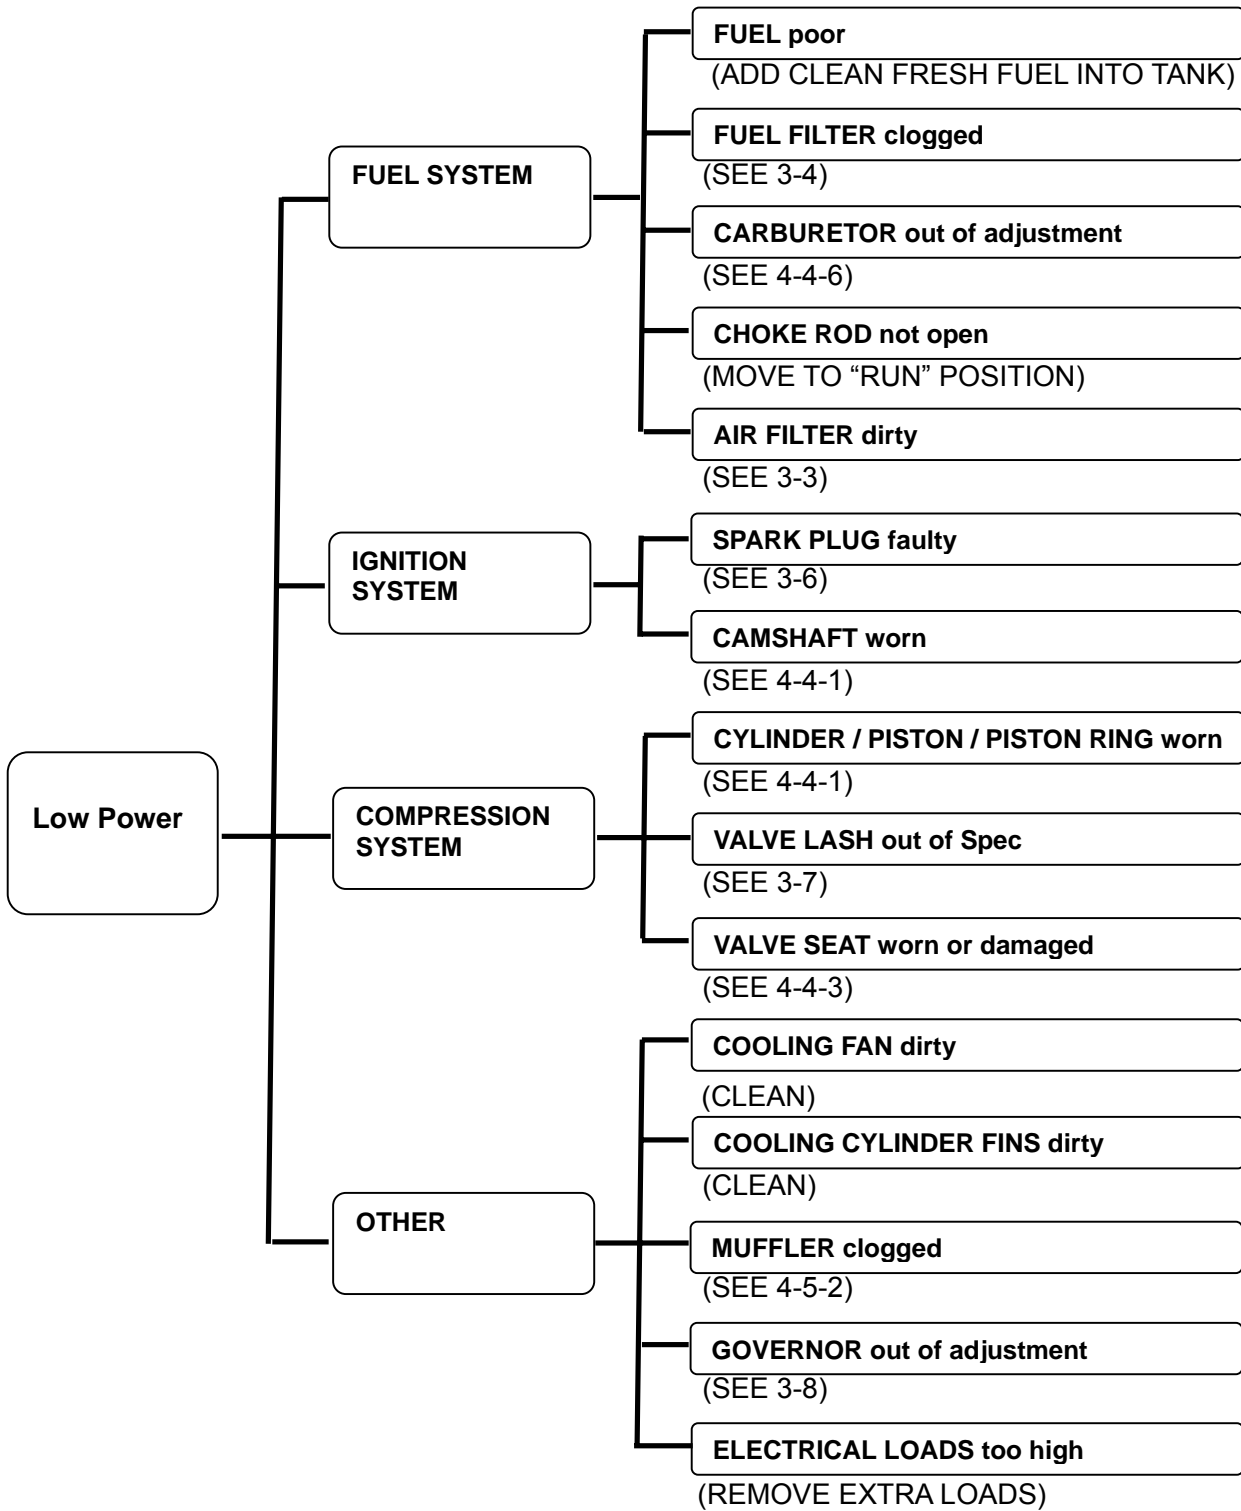 Low Power
FUEL SYSTEM
FUEL poor
(ADD CLEAN FRESH FUEL INTO TANK)
FUEL FILTER clogged
(SEE 3-4)
CARBURETOR out of adjustment
(SEE 4-4-6)
CHOKE ROD not open
(MOVE TO “RUN” POSITION)
AIR FILTER dirty
(SEE 3-3)
IGNITION
SYSTEM
SPARK PLUG faulty
(SEE 3-6)
CAMSHAFT worn
(SEE 4-4-1)
COMPRESSION
SYSTEM
CYLINDER / PISTON / PISTON RING worn
(SEE 4-4-1)
VALVE LASH out of Spec
(SEE 3-7)
VALVE SEAT worn or damaged
(SEE 4-4-3)
OTHER
COOLING FAN dirty
(CLEAN)
COOLING CYLINDER FINS dirty
(CLEAN)
MUFFLER clogged
(SEE 4-5-2)
GOVERNOR out of adjustment
(SEE 3-8)
ELECTRICAL LOADS too high
(REMOVE EXTRA LOADS)